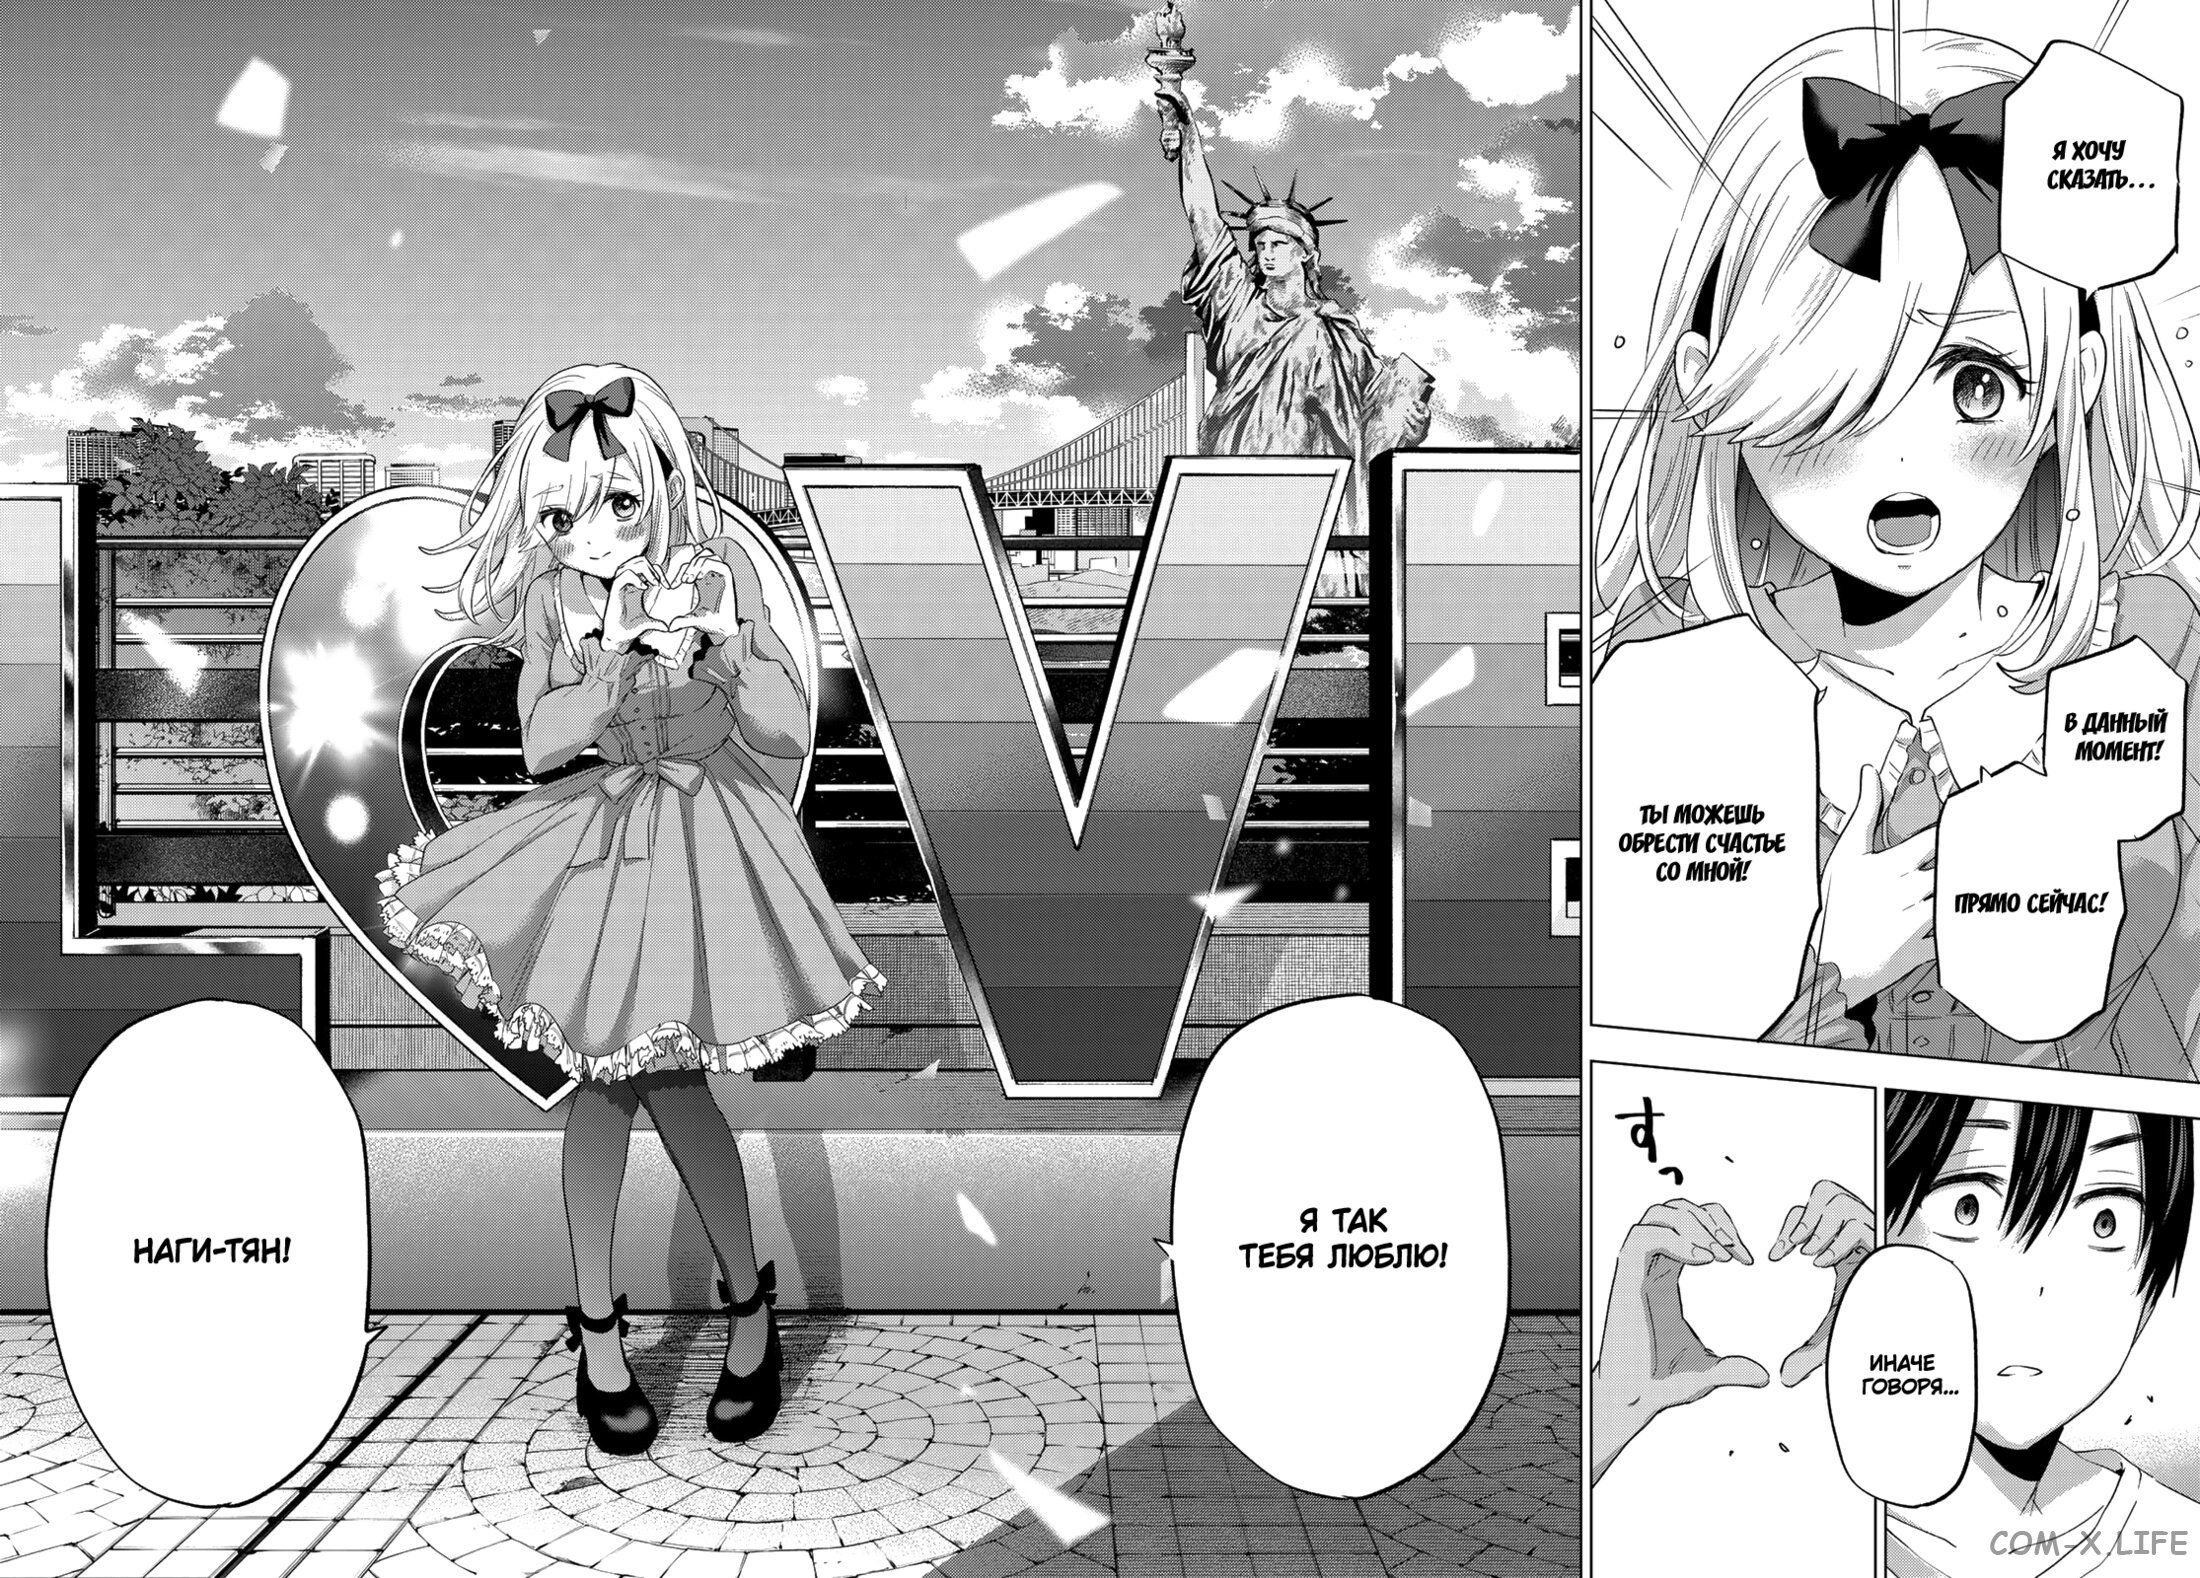 Я ХОЧУ
СКАЗАТЬ...
В ДАННЫЙ
МОМЕНТ!
ПРЯМО СЕЙЧАС!
ТЫ МОЖЕШЬ
ОБРЕСТИ СЧАСТЬЕ
СО МНОЙ!
ИНАЧЕ
ГОВОРЯ...
すっ
Я ТАК
ТЕБЯ ЛЮБЛЮ!
НАГИ-ТЯН!
L V E
COM-X.LIFE